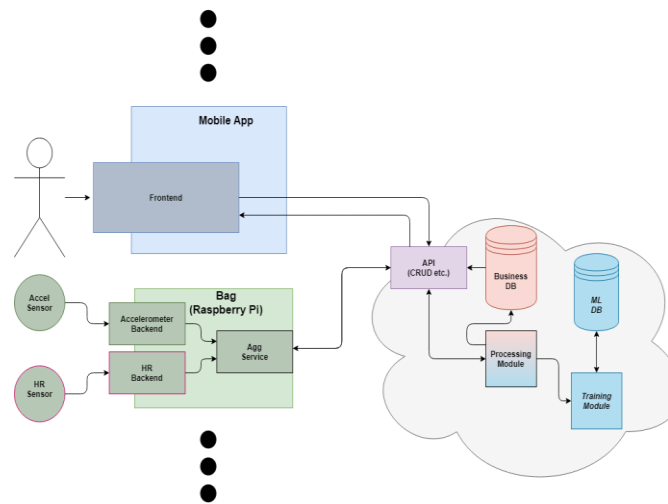 Mobile App
Frontend
API
(CRUD etc.)
Business
DB
ML
DB
Accel
Sensor
Bag
(Raspberry Pi)
Accelerometer
Backend
Agg
Service
HR
Sensor
HR
Backend
Processing
Module
Training
Module